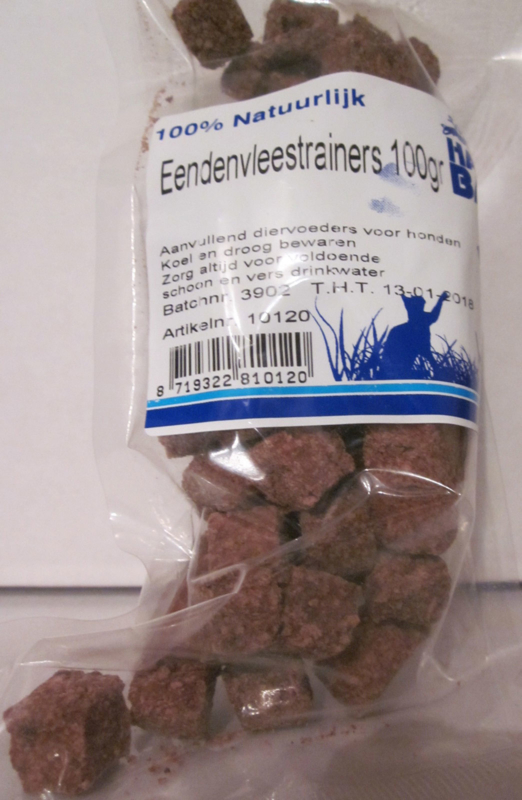 100% Natuurlijk
Eendenvleestrainers 100gr
Aanvullend diervoeders voor honden
Koel en droog bewaren
Zorg altijd voor voldoende
schoon en vers drinkwater
Batchnr. 3902 T.H.T. 13-01-2018
Artikelnr. 10120
8 719322 810120